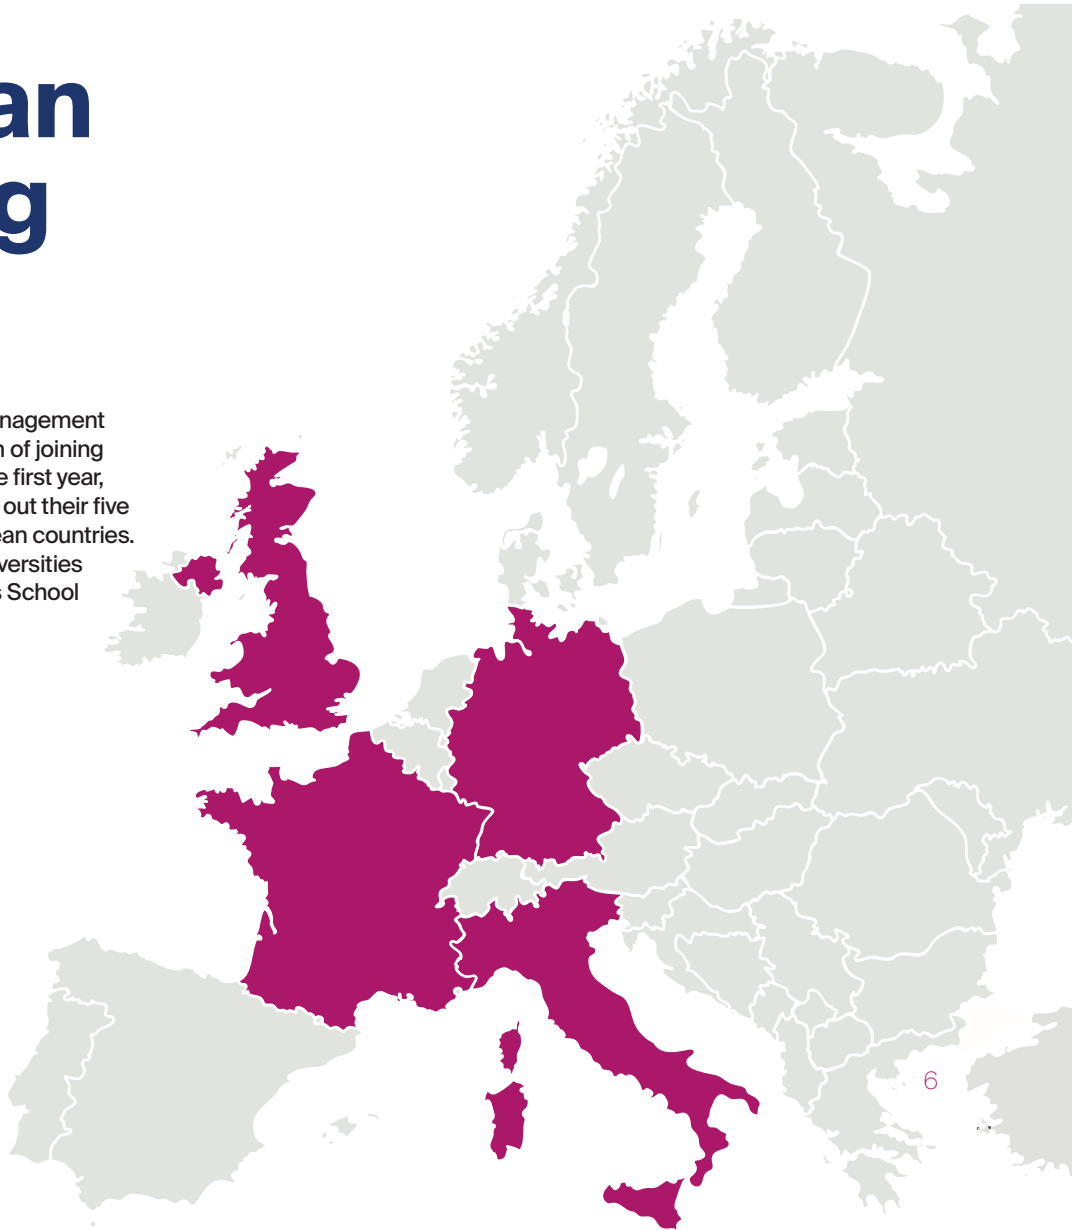 an
g
nagement
n of joining
e first year,
out their five
ean countries.
versities
s School
6